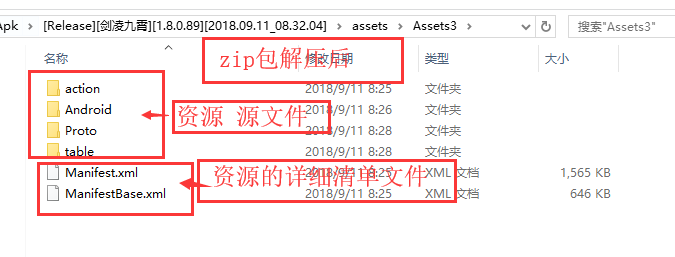 Apk › [Release][剑凌九霄][1.8.0.89][2018.09.11_08.32.04] › assets › Assets3 › 搜索"Assets3"
名称 修改日期 类型 大小
zip包解压后
action 2018/9/11 8:25 文件夹
Android 2018/9/11 8:26 文件夹
资源 源文件
Proto 2018/9/11 8:28 文件夹
table 2018/9/11 8:28 文件夹
Manifest.xml 2018/9/11 8:25 XML 文档 1,565 KB
资源的详细清单文件
ManifestBase.xml 2018/9/11 8:25 XML 文档 646 KB